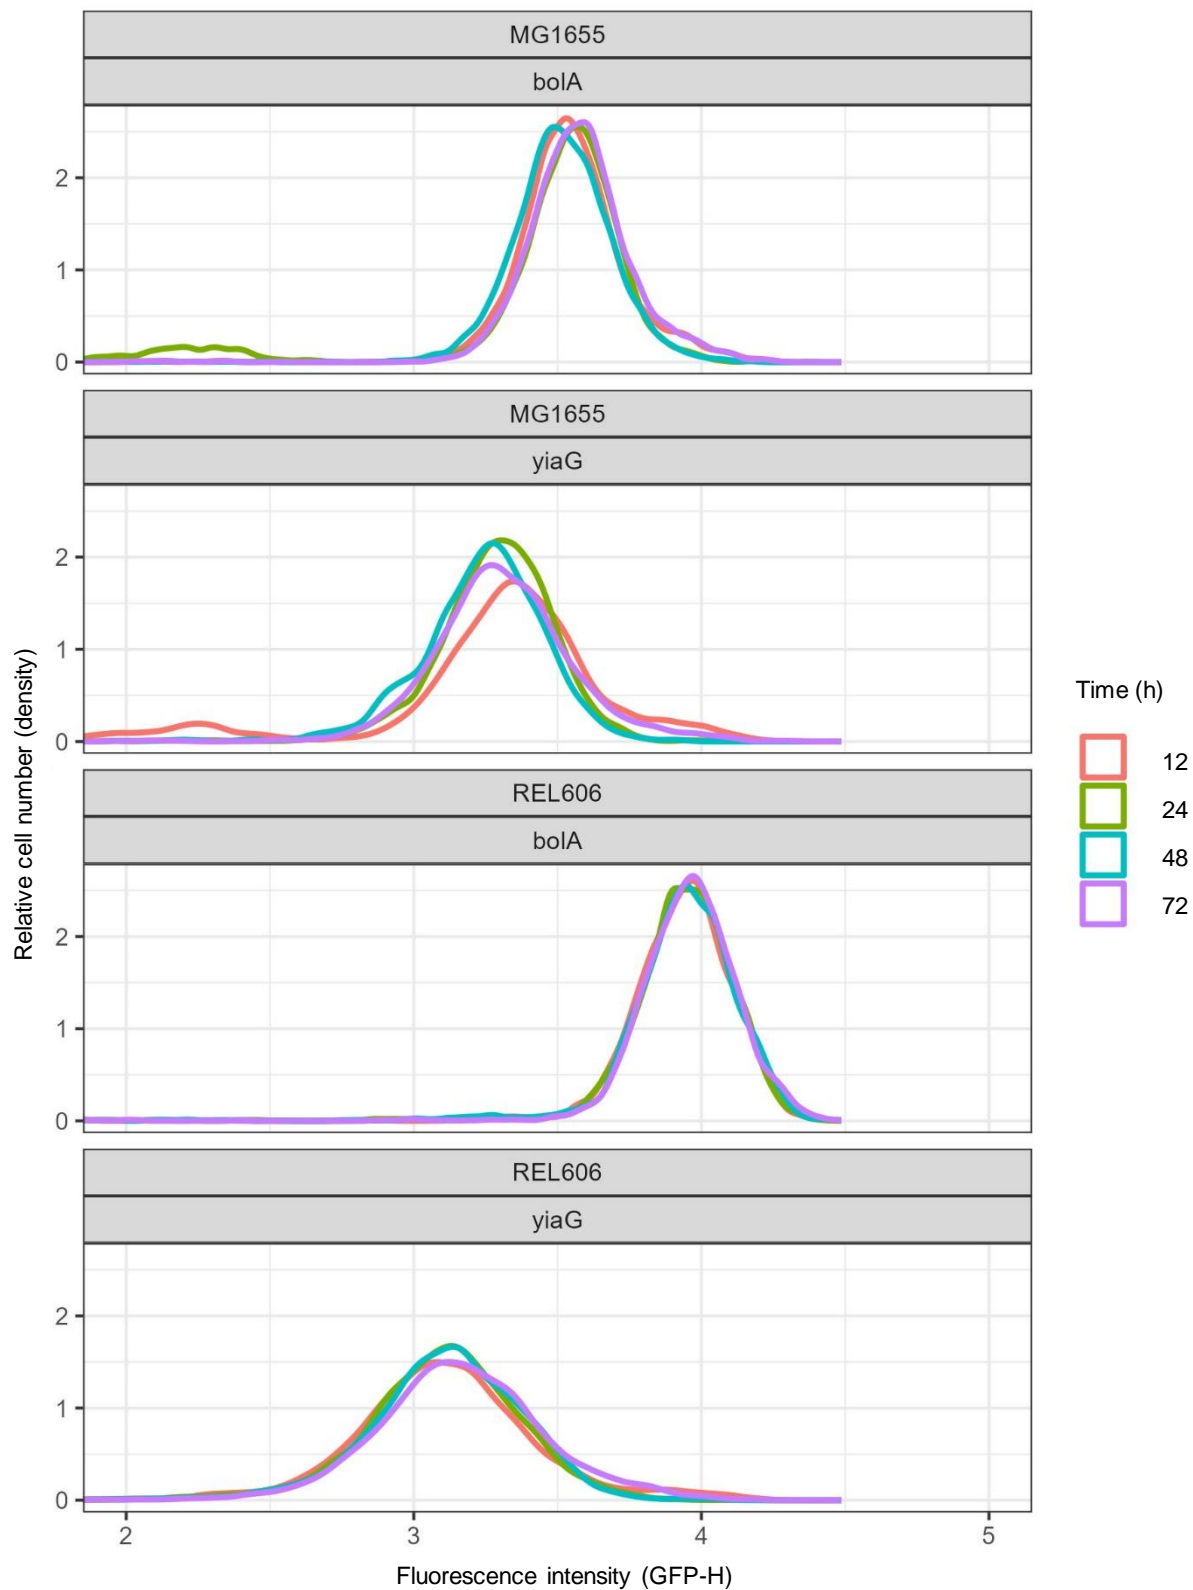 MG1655
bolA
2
1
0
MG1655
yiaG
2
1
0
REL606
bolA
2
1
0
REL606
yiaG
2
1
0
2 3 4 5
Fluorescence intensity (GFP-H)
Relative cell number (density)
Time (h)
12
24
48
72